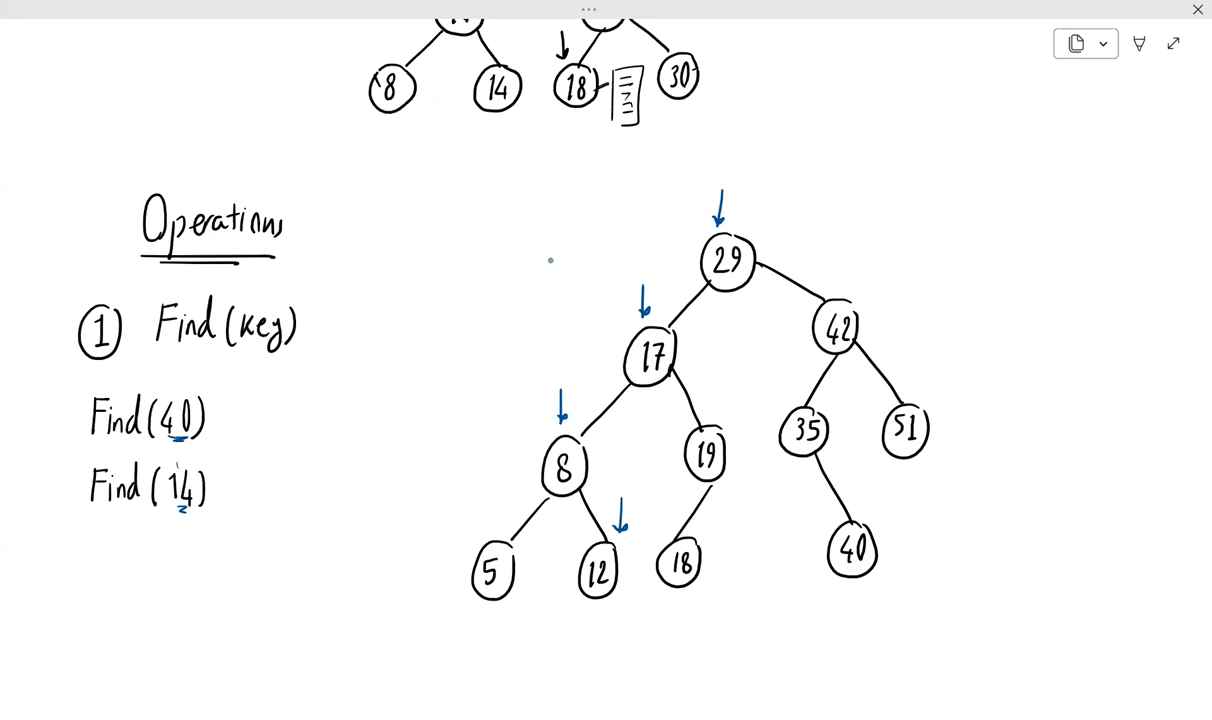 8 14 18 30
Operations
29
1 Find(key)
42
17
Find(40)
35 51
8 19
Find(14)
40
5 12 18